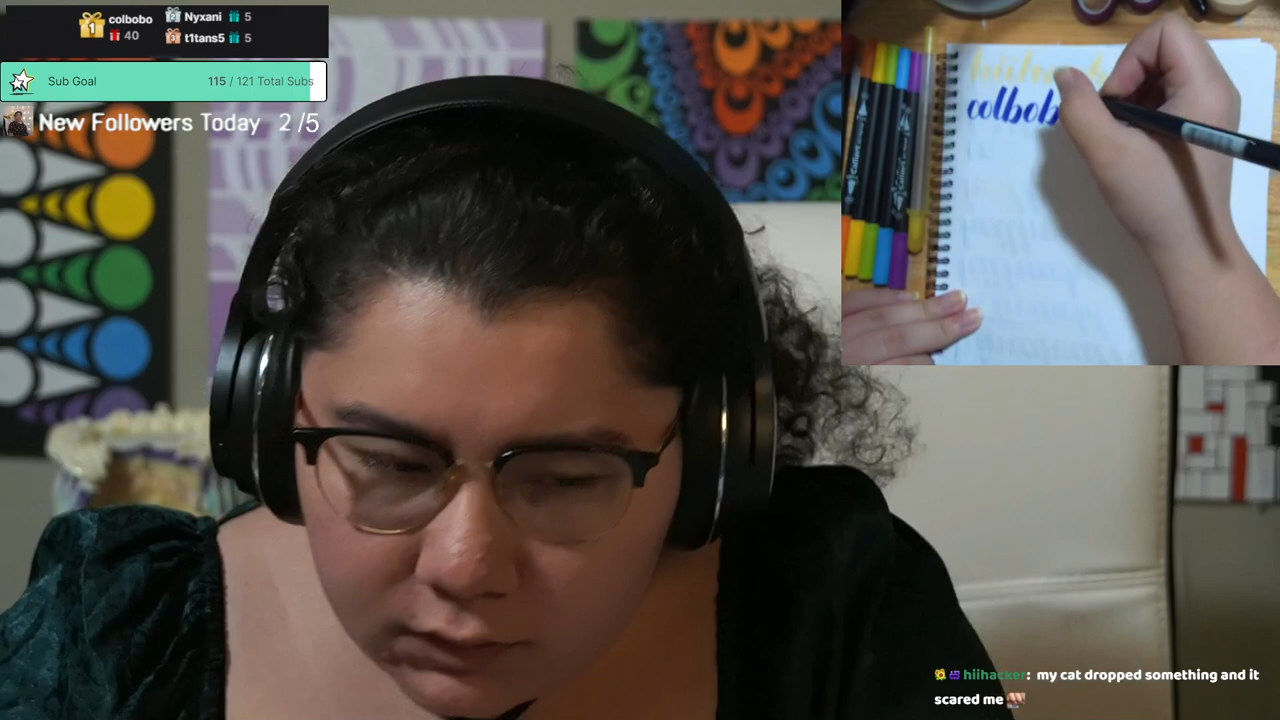 colbobo
40
Nyxani 5
t1tans5 5
Sub Goal 115 / 121 Total Subs
New Followers Today 2 /5
colbob
hiihacker: my cat dropped something and it
scared me